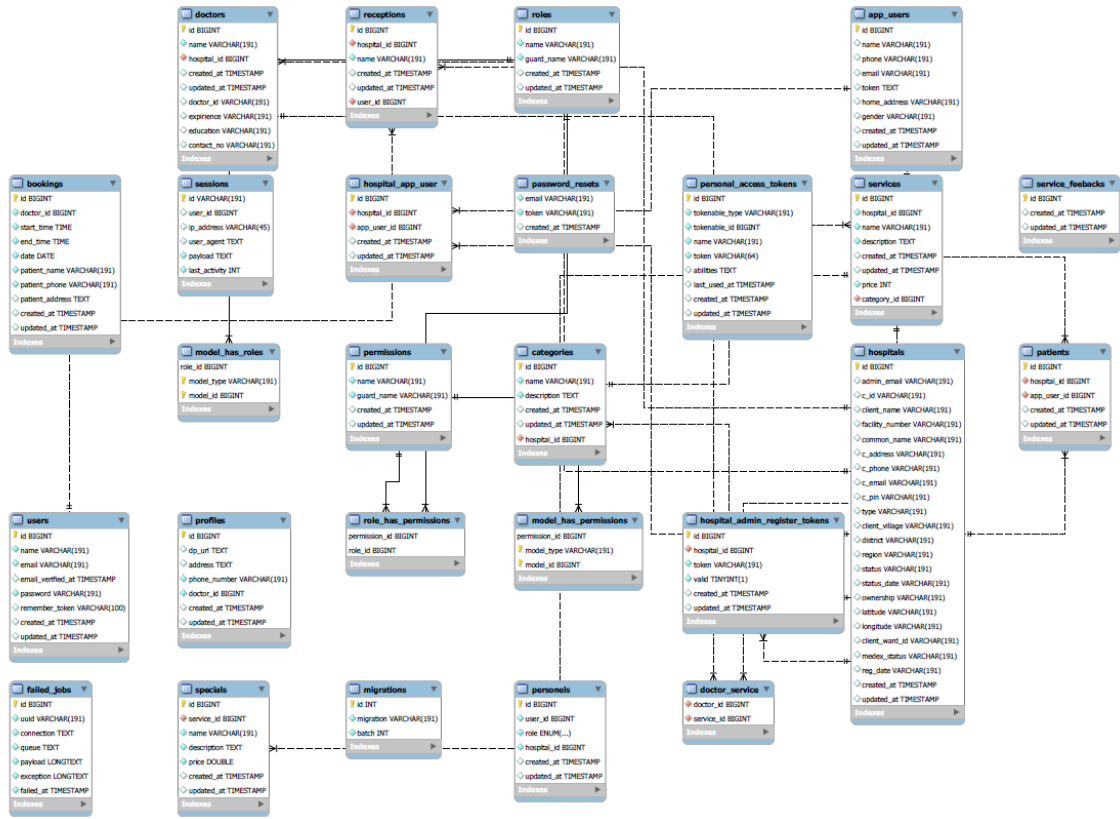 doctors
id BIGINT
name VARCHAR(191)
hospital_id BIGINT
created_at TIMESTAMP
updated_at TIMESTAMP
doctor_id VARCHAR(191)
expirience VARCHAR(191)
education VARCHAR(191)
contact_no VARCHAR(191)
Indexes
receptions
id BIGINT
hospital_id BIGINT
name VARCHAR(191)
created_at TIMESTAMP
updated_at TIMESTAMP
user_id BIGINT
Indexes
roles
id BIGINT
name VARCHAR(191)
guard_name VARCHAR(191)
created_at TIMESTAMP
updated_at TIMESTAMP
Indexes
app_users
id BIGINT
name VARCHAR(191)
phone VARCHAR(191)
email VARCHAR(191)
token TEXT
home_address VARCHAR(191)
gender VARCHAR(191)
created_at TIMESTAMP
updated_at TIMESTAMP
Indexes
bookings
id BIGINT
doctor_id BIGINT
start_time TIME
end_time TIME
date DATE
patient_name VARCHAR(191)
patient_phone VARCHAR(191)
patient_address TEXT
created_at TIMESTAMP
updated_at TIMESTAMP
Indexes
sessions
id VARCHAR(191)
user_id BIGINT
ip_address VARCHAR(45)
user_agent TEXT
payload TEXT
last_activity INT
Indexes
hospital_app_user
id BIGINT
hospital_id BIGINT
app_user_id BIGINT
created_at TIMESTAMP
updated_at TIMESTAMP
Indexes
password_resets
email VARCHAR(191)
token VARCHAR(191)
created_at TIMESTAMP
Indexes
personal_access_tokens
id BIGINT
tokenable_type VARCHAR(191)
tokenable_id BIGINT
name VARCHAR(191)
token VARCHAR(64)
abilities TEXT
last_used_at TIMESTAMP
created_at TIMESTAMP
updated_at TIMESTAMP
Indexes
services
id BIGINT
hospital_id BIGINT
name VARCHAR(191)
description TEXT
created_at TIMESTAMP
updated_at TIMESTAMP
price INT
category_id BIGINT
Indexes
service_feebacks
id BIGINT
created_at TIMESTAMP
updated_at TIMESTAMP
Indexes
model_has_roles
role_id BIGINT
model_type VARCHAR(191)
model_id BIGINT
Indexes
permissions
id BIGINT
name VARCHAR(191)
guard_name VARCHAR(191)
created_at TIMESTAMP
updated_at TIMESTAMP
Indexes
categories
id BIGINT
name VARCHAR(191)
description TEXT
created_at TIMESTAMP
updated_at TIMESTAMP
hospital_id BIGINT
Indexes
hospitals
id BIGINT
admin_email VARCHAR(191)
c_id VARCHAR(191)
client_name VARCHAR(191)
facility_number VARCHAR(191)
common_name VARCHAR(191)
c_address VARCHAR(191)
c_phone VARCHAR(191)
c_email VARCHAR(191)
c_pin VARCHAR(191)
type VARCHAR(191)
client_village VARCHAR(191)
district VARCHAR(191)
region VARCHAR(191)
status VARCHAR(191)
status_date VARCHAR(191)
ownership VARCHAR(191)
latitude VARCHAR(191)
longitude VARCHAR(191)
client_ward_id VARCHAR(191)
medex_status VARCHAR(191)
reg_date VARCHAR(191)
created_at TIMESTAMP
updated_at TIMESTAMP
Indexes
patients
id BIGINT
hospital_id BIGINT
app_user_id BIGINT
created_at TIMESTAMP
updated_at TIMESTAMP
Indexes
users
id BIGINT
name VARCHAR(191)
email VARCHAR(191)
email_verified_at TIMESTAMP
password VARCHAR(191)
remember_token VARCHAR(100)
created_at TIMESTAMP
updated_at TIMESTAMP
Indexes
profiles
id BIGINT
dp_url TEXT
address TEXT
phone_number VARCHAR(191)
doctor_id BIGINT
created_at TIMESTAMP
updated_at TIMESTAMP
Indexes
role_has_permissions
permission_id BIGINT
role_id BIGINT
Indexes
model_has_permissions
permission_id BIGINT
model_type VARCHAR(191)
model_id BIGINT
Indexes
hospital_admin_register_tokens
id BIGINT
hospital_id BIGINT
token VARCHAR(191)
valid TINYINT(1)
created_at TIMESTAMP
updated_at TIMESTAMP
Indexes
failed_jobs
id BIGINT
uuid VARCHAR(191)
connection TEXT
queue TEXT
payload LONGTEXT
exception LONGTEXT
failed_at TIMESTAMP
Indexes
specials
id BIGINT
service_id BIGINT
name VARCHAR(191)
description TEXT
price DOUBLE
created_at TIMESTAMP
updated_at TIMESTAMP
Indexes
migrations
id INT
migration VARCHAR(191)
batch INT
Indexes
personels
id BIGINT
user_id BIGINT
role ENUM(...)
hospital_id BIGINT
created_at TIMESTAMP
updated_at TIMESTAMP
Indexes
doctor_service
doctor_id BIGINT
service_id BIGINT
Indexes